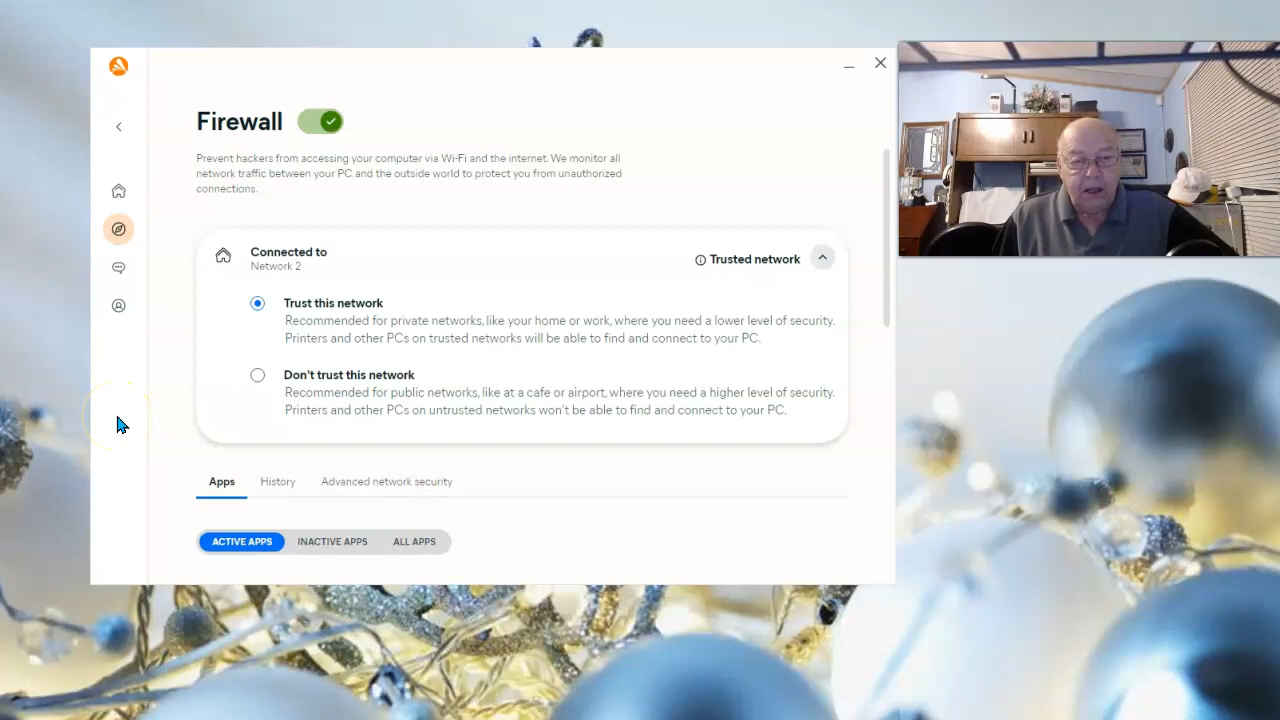 Firewall
Prevent hackers from accessing your computer via Wi-Fi and the internet. We monitor all
network traffic between your PC and the outside world to protect you from unauthorized
connections.
Connected to
Network 2
Trusted network
Trust this network
Recommended for private networks, like your home or work, where you need a lower level of security.
Printers and other PCs on trusted networks will be able to find and connect to your PC.
Don't trust this network
Recommended for public networks, like at a cafe or airport, where you need a higher level of security.
Printers and other PCs on untrusted networks won't be able to find and connect to your PC.
Apps History Advanced network security
ACTIVE APPS INACTIVE APPS ALL APPS